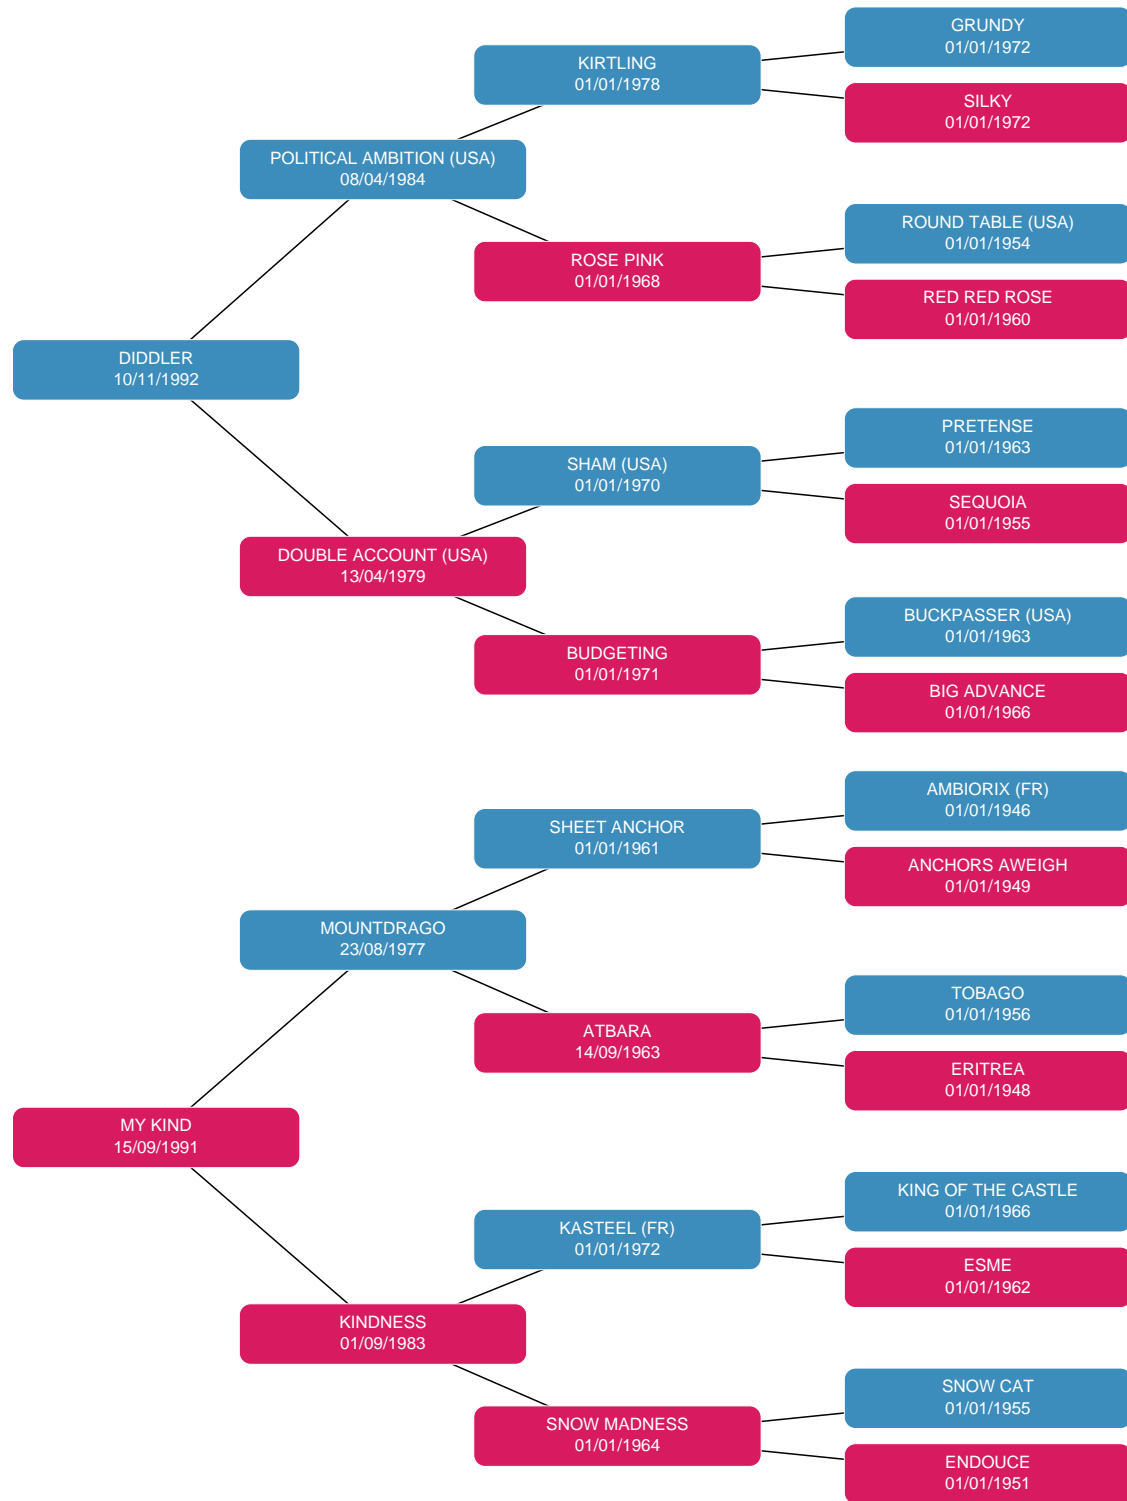 GRUNDY
01/01/1972
KIRTLING
01/01/1978
SILKY
01/01/1972
POLITICAL AMBITION (USA)
08/04/1984
ROUND TABLE (USA)
01/01/1954
ROSE PINK
01/01/1968
RED RED ROSE
01/01/1960
DIDDLER
10/11/1992
PRETENSE
01/01/1963
SHAM (USA)
01/01/1970
SEQUOIA
01/01/1955
DOUBLE ACCOUNT (USA)
13/04/1979
BUCKPASSER (USA)
01/01/1963
BUDGETING
01/01/1971
BIG ADVANCE
01/01/1966
AMBIORIX (FR)
01/01/1946
SHEET ANCHOR
01/01/1961
ANCHORS AWEIGH
01/01/1949
MOUNTDRAGO
23/08/1977
TOBAGO
01/01/1956
ATBARA
14/09/1963
ERITREA
01/01/1948
MY KIND
15/09/1991
KING OF THE CASTLE
01/01/1966
KASTEEL (FR)
01/01/1972
ESME
01/01/1962
KINDNESS
01/09/1983
SNOW CAT
01/01/1955
SNOW MADNESS
01/01/1964
ENDOUCE
01/01/1951